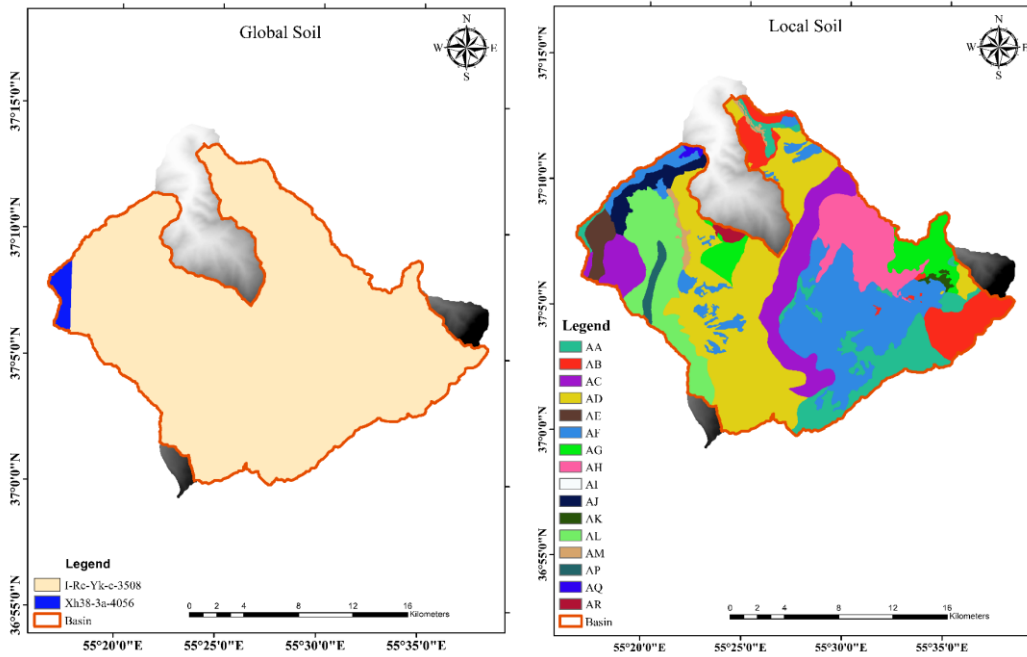 Global Soil
N
W E
S
37°15'0"N
37°10'0"N
37°5'0"N
37°0'0"N
36°55'0"N
Legend
I-Rc-Yk-c-3508
Xh38-3a-4056
Basin
0 2 4 8 12 16
Kilometers
55°20'0"E 55°25'0"E 55°30'0"E 55°35'0"E
Local Soil
N
W E
S
37°15'0"N
37°10'0"N
37°5'0"N
37°0'0"N
36°55'0"N
Legend
AA
AB
AC
AD
AE
AF
AG
AH
AI
AJ
AK
AL
AM
AP
AQ
AR
Basin
0 2 4 8 12 16
Kilometers
55°20'0"E 55°25'0"E 55°30'0"E 55°35'0"E